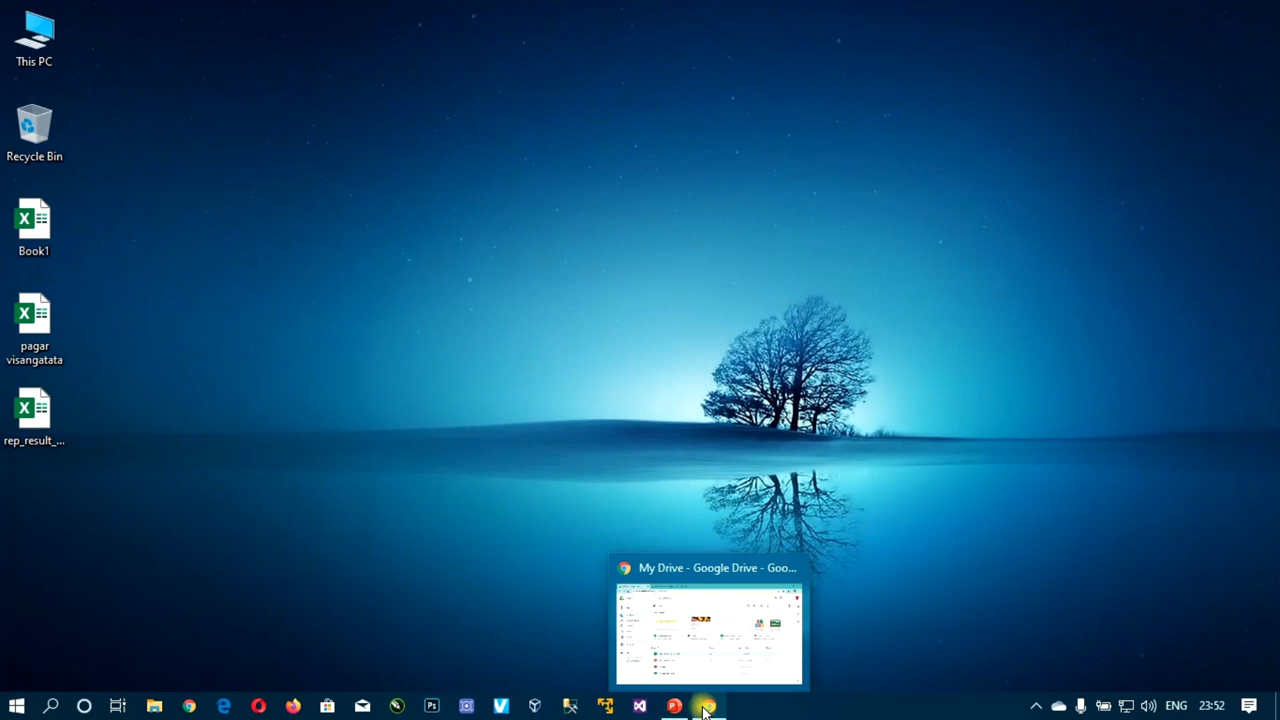 This PC
Recycle Bin
Book1
pagar
visangatata
rep_result_...
My Drive - Google Drive - Goo...
ENG
23:52